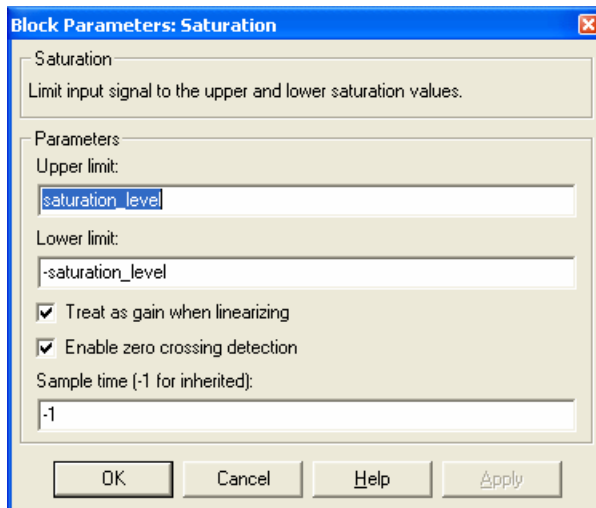 Block Parameters: Saturation
Saturation
Limit input signal to the upper and lower saturation values.
Parameters
Upper limit:
saturation_level
Lower limit:
-saturation_level
Treat as gain when linearizing
Enable zero crossing detection
Sample time (-1 for inherited):
-1
OK Cancel Help Apply